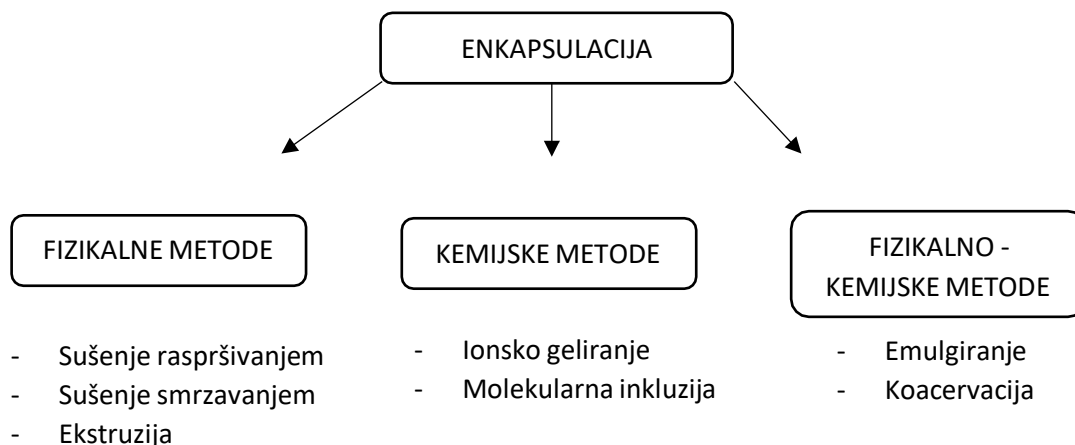 ENKAPSULACIJA
FIZIKALNE METODE
- Sušenje raspršivanjem
- Sušenje smrzavanjem
- Ekstruzija
KEMIJSKE METODE
- Ionsko geliranje
- Molekularna inkluzija
FIZIKALNO -
KEMIJSKE METODE
- Emulgiranje
- Koacervacija